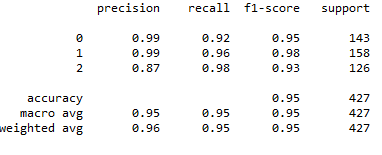 precision recall f1-score support
0 0.99 0.92 0.95 143
1 0.99 0.96 0.98 158
2 0.87 0.98 0.93 126
accuracy 0.95 427
macro avg 0.95 0.95 0.95 427
weighted avg 0.96 0.95 0.95 427